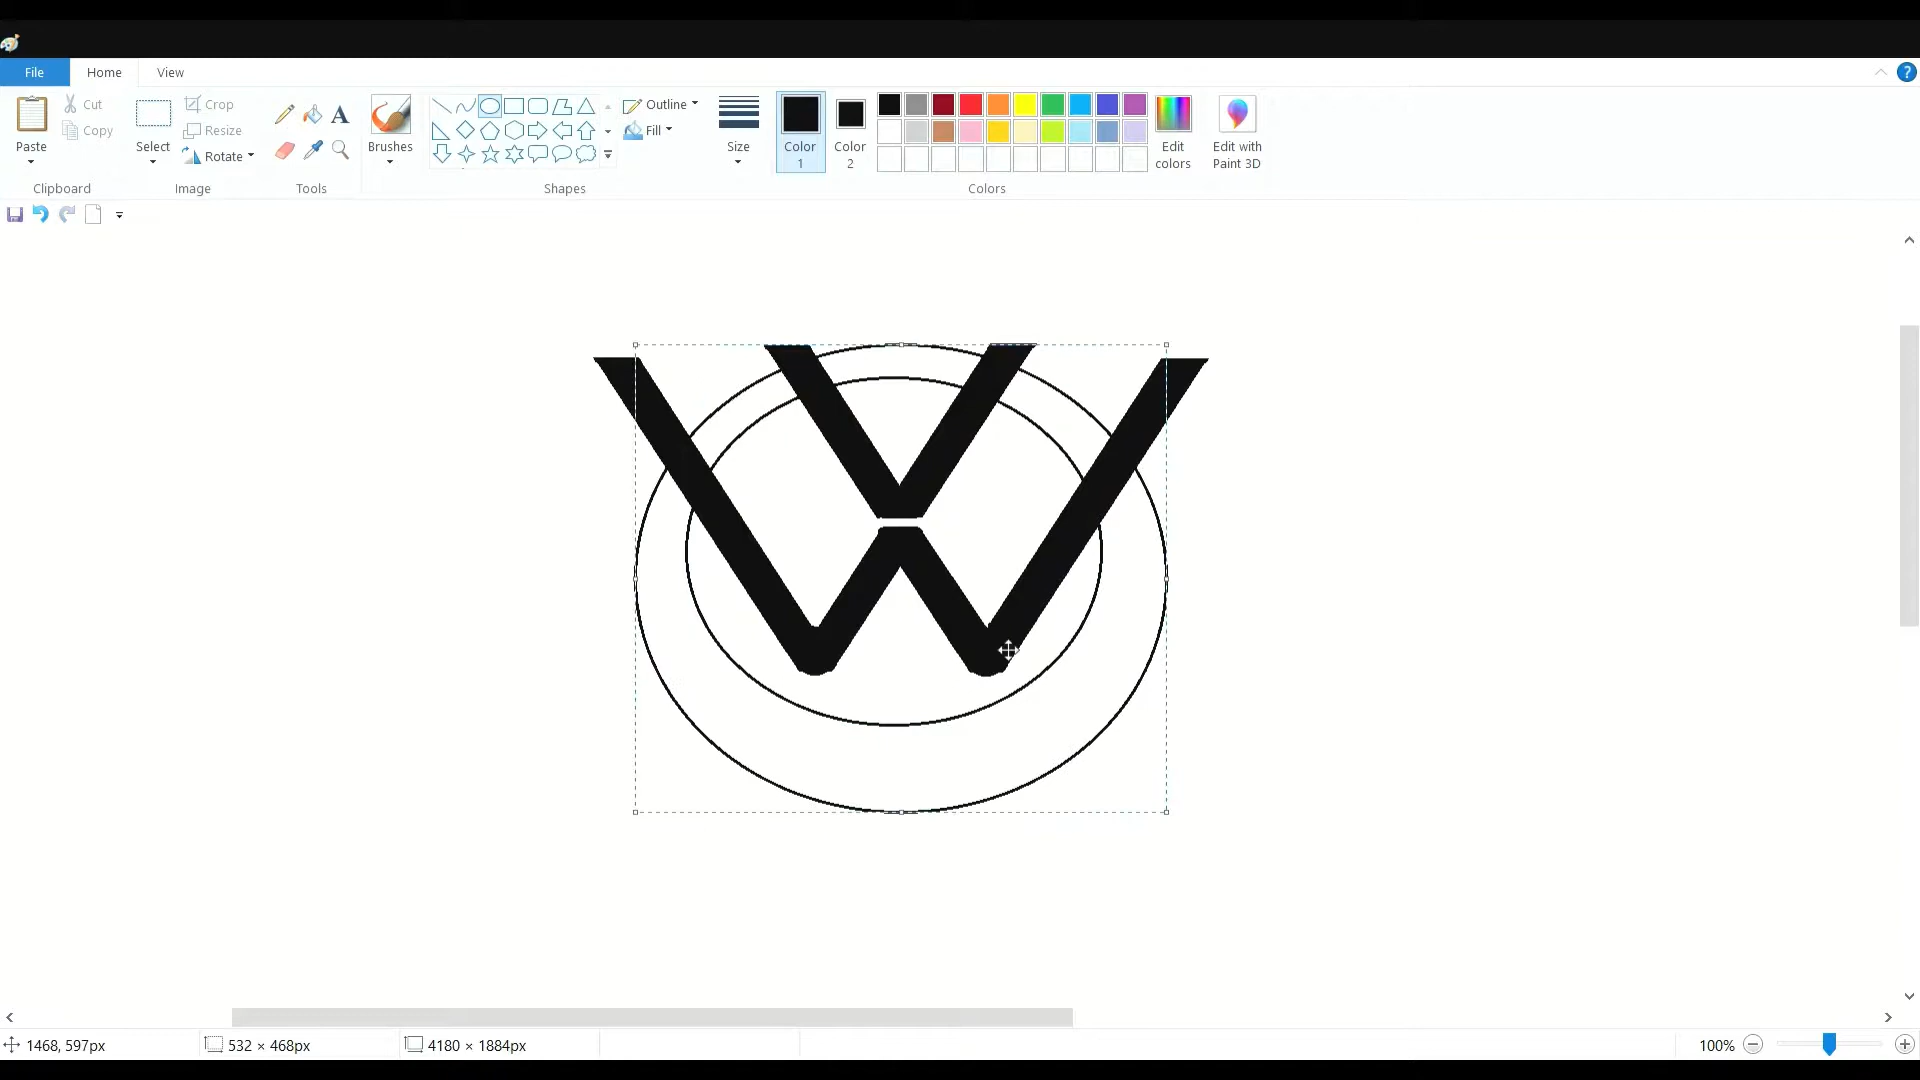 File Home View
Paste Cut Copy Clipboard
Select Crop Resize Rotate Image
Tools
Brushes
Outline Fill Shapes
Size
Color 1
Color 2
Edit colors
Edit with Paint 3D
Colors
?
VW
1468, 597px 532 × 468px 4180 × 1884px 100%